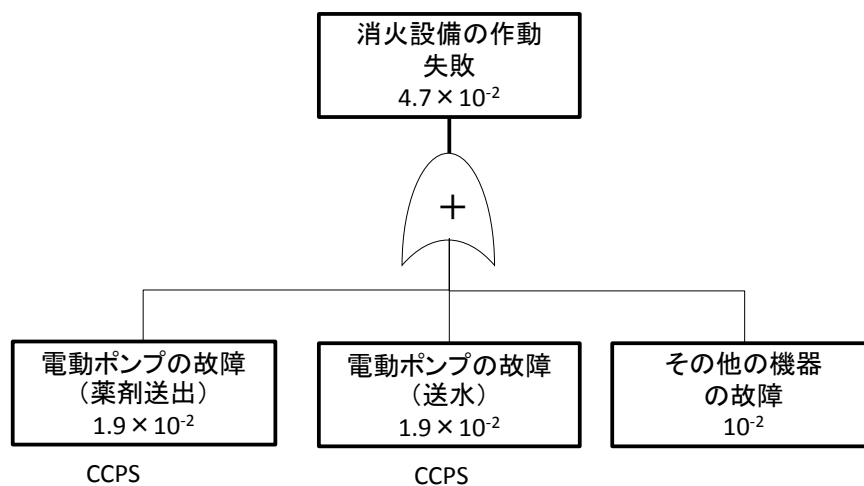 消火設備の作動
失敗
4.7×10⁻²
+
電動ポンプの故障
（薬剤送出）
1.9×10⁻²
電動ポンプの故障
（送水）
1.9×10⁻²
その他の機器
の故障
10⁻²
CCPS
CCPS